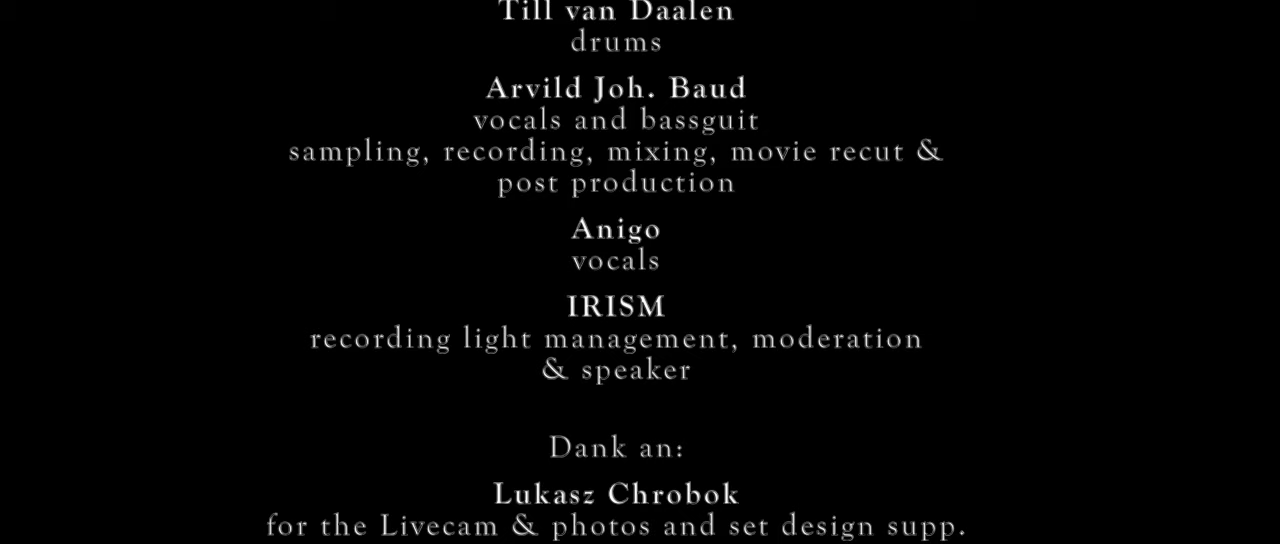 Till van Daalen
drums
Arvild Joh. Baud
vocals and bassguit
sampling, recording, mixing, movie recut &
post production
Anigo
vocals
IRISM
recording light management, moderation
& speaker
Dank an:
Lukasz Chrobok
for the Livecam & photos and set design supp.